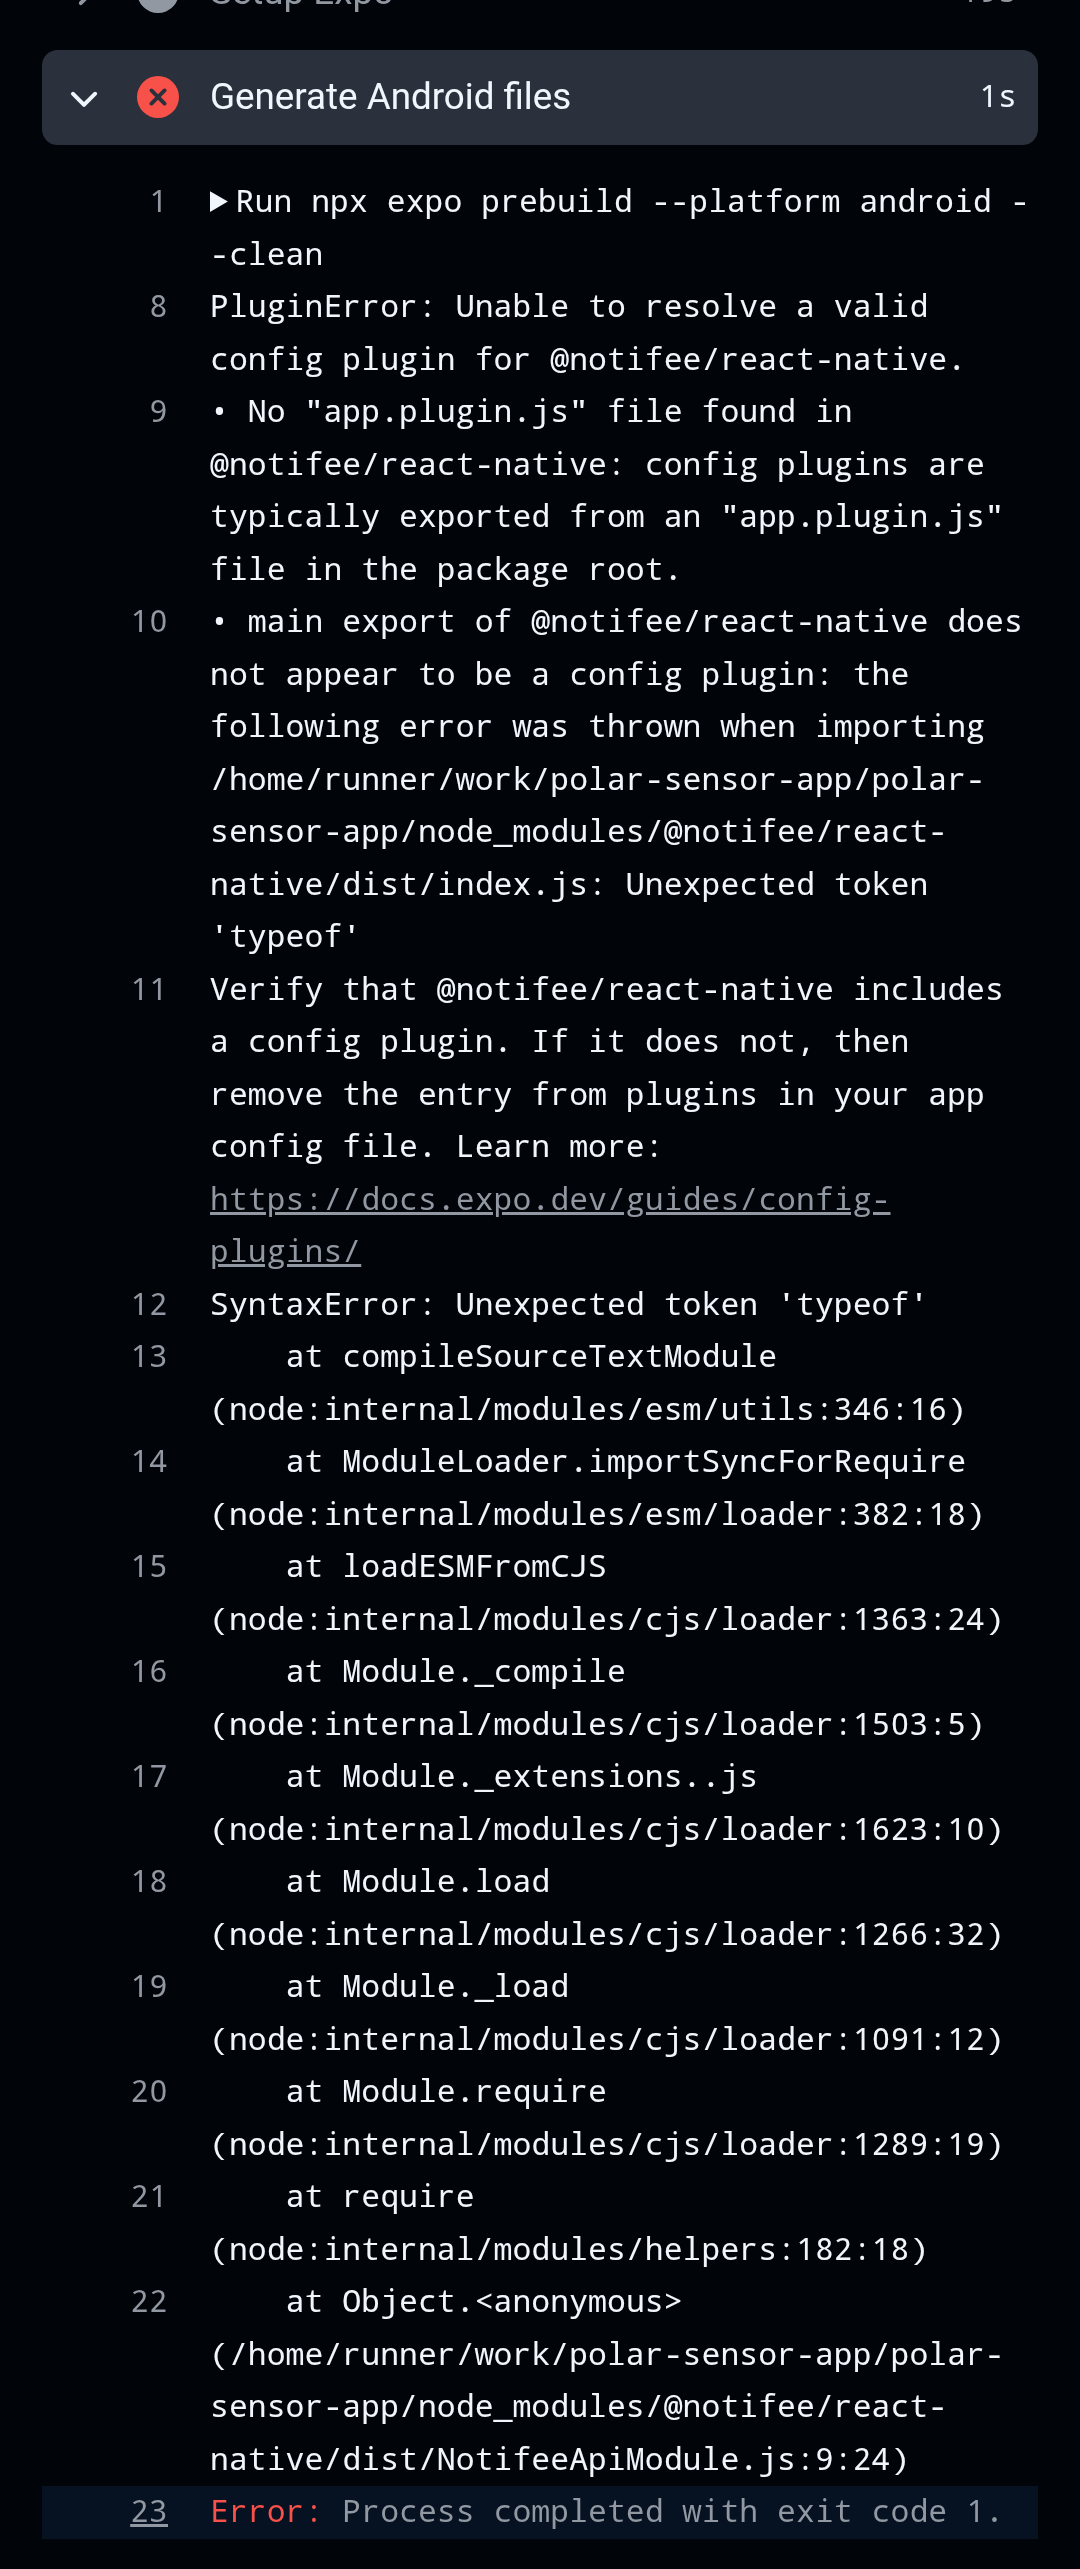 Setup Expo
Generate Android files 1s
1 ▶Run npx expo prebuild --platform android -
-clean
8 PluginError: Unable to resolve a valid
config plugin for @notifee/react-native.
9 • No "app.plugin.js" file found in
@notifee/react-native: config plugins are
typically exported from an "app.plugin.js"
file in the package root.
10 • main export of @notifee/react-native does
not appear to be a config plugin: the
following error was thrown when importing
/home/runner/work/polar-sensor-app/polar-
sensor-app/node_modules/@notifee/react-
native/dist/index.js: Unexpected token
'typeof'
11 Verify that @notifee/react-native includes
a config plugin. If it does not, then
remove the entry from plugins in your app
config file. Learn more:
https://docs.expo.dev/guides/config-
plugins/
12 SyntaxError: Unexpected token 'typeof'
13 at compileSourceTextModule
(node:internal/modules/esm/utils:346:16)
14 at ModuleLoader.importSyncForRequire
(node:internal/modules/esm/loader:382:18)
15 at loadESMFromCJS
(node:internal/modules/cjs/loader:1363:24)
16 at Module._compile
(node:internal/modules/cjs/loader:1503:5)
17 at Module._extensions..js
(node:internal/modules/cjs/loader:1623:10)
18 at Module.load
(node:internal/modules/cjs/loader:1266:32)
19 at Module._load
(node:internal/modules/cjs/loader:1091:12)
20 at Module.require
(node:internal/modules/cjs/loader:1289:19)
21 at require
(node:internal/modules/helpers:182:18)
22 at Object.<anonymous>
(/home/runner/work/polar-sensor-app/polar-
sensor-app/node_modules/@notifee/react-
native/dist/NotifeeApiModule.js:9:24)
23 Error: Process completed with exit code 1.